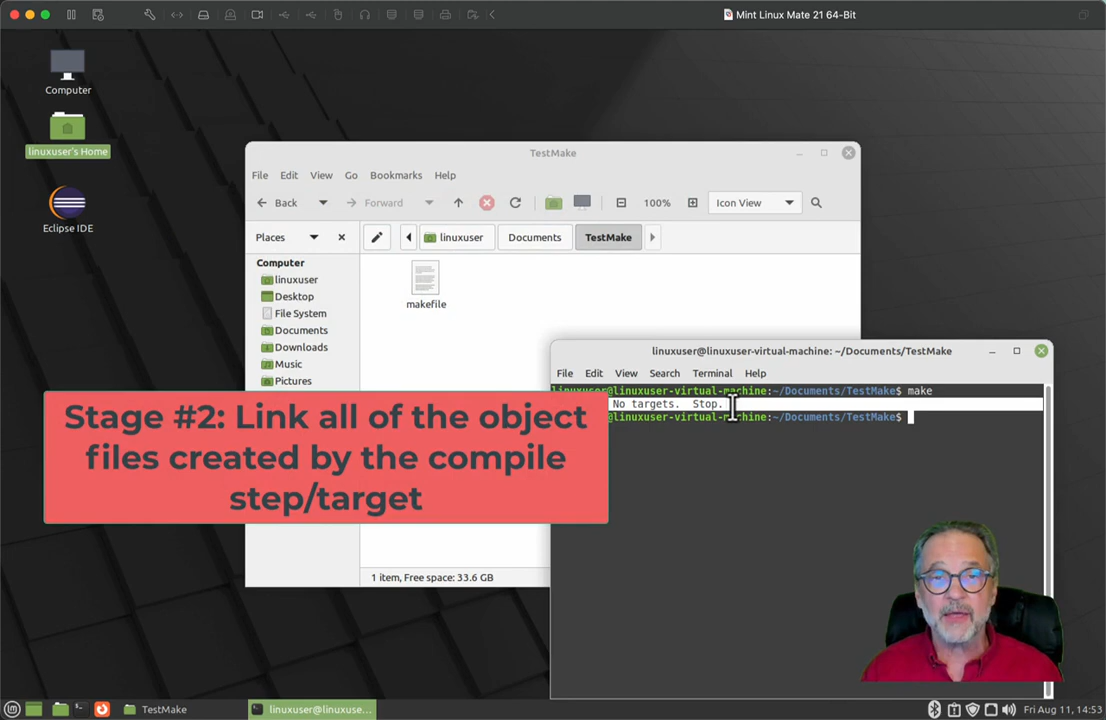 Mint Linux Mate 21 64-Bit
Computer
linuxuser's Home
Eclipse IDE
TestMake
File Edit View Go Bookmarks Help
Back Forward 100% Icon View
Places linuxuser Documents TestMake
Computer
linuxuser
Desktop
File System
Documents
Downloads
Music
Pictures
makefile
1 item, Free space: 33.6 GB
linuxuser@linuxuser-virtual-machine: ~/Documents/TestMake
File Edit View Search Terminal Help
linuxuser@linuxuser-virtual-machine:~/Documents/TestMake$ make
No targets. Stop.
@linuxuser-virtual-machine:~/Documents/TestMake$
Stage #2: Link all of the object
files created by the compile
step/target
TestMake
linuxuser@linuxuse...
Fri Aug 11, 14:53